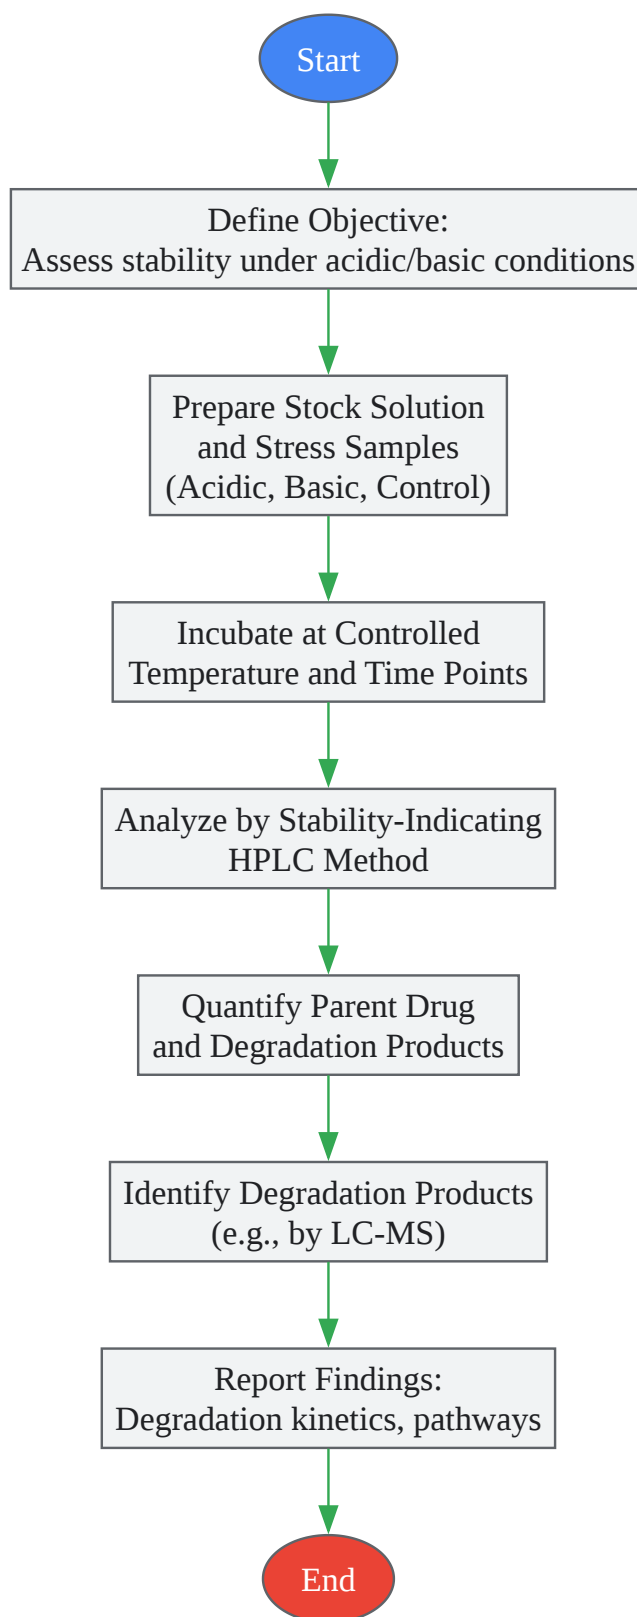 Start
Define Objective:
Assess stability under acidic/basic conditions
Prepare Stock Solution
and Stress Samples
(Acidic, Basic, Control)
Incubate at Controlled
Temperature and Time Points
Analyze by Stability-Indicating
HPLC Method
Quantify Parent Drug
and Degradation Products
Identify Degradation Products
(e.g., by LC-MS)
Report Findings:
Degradation kinetics, pathways
End